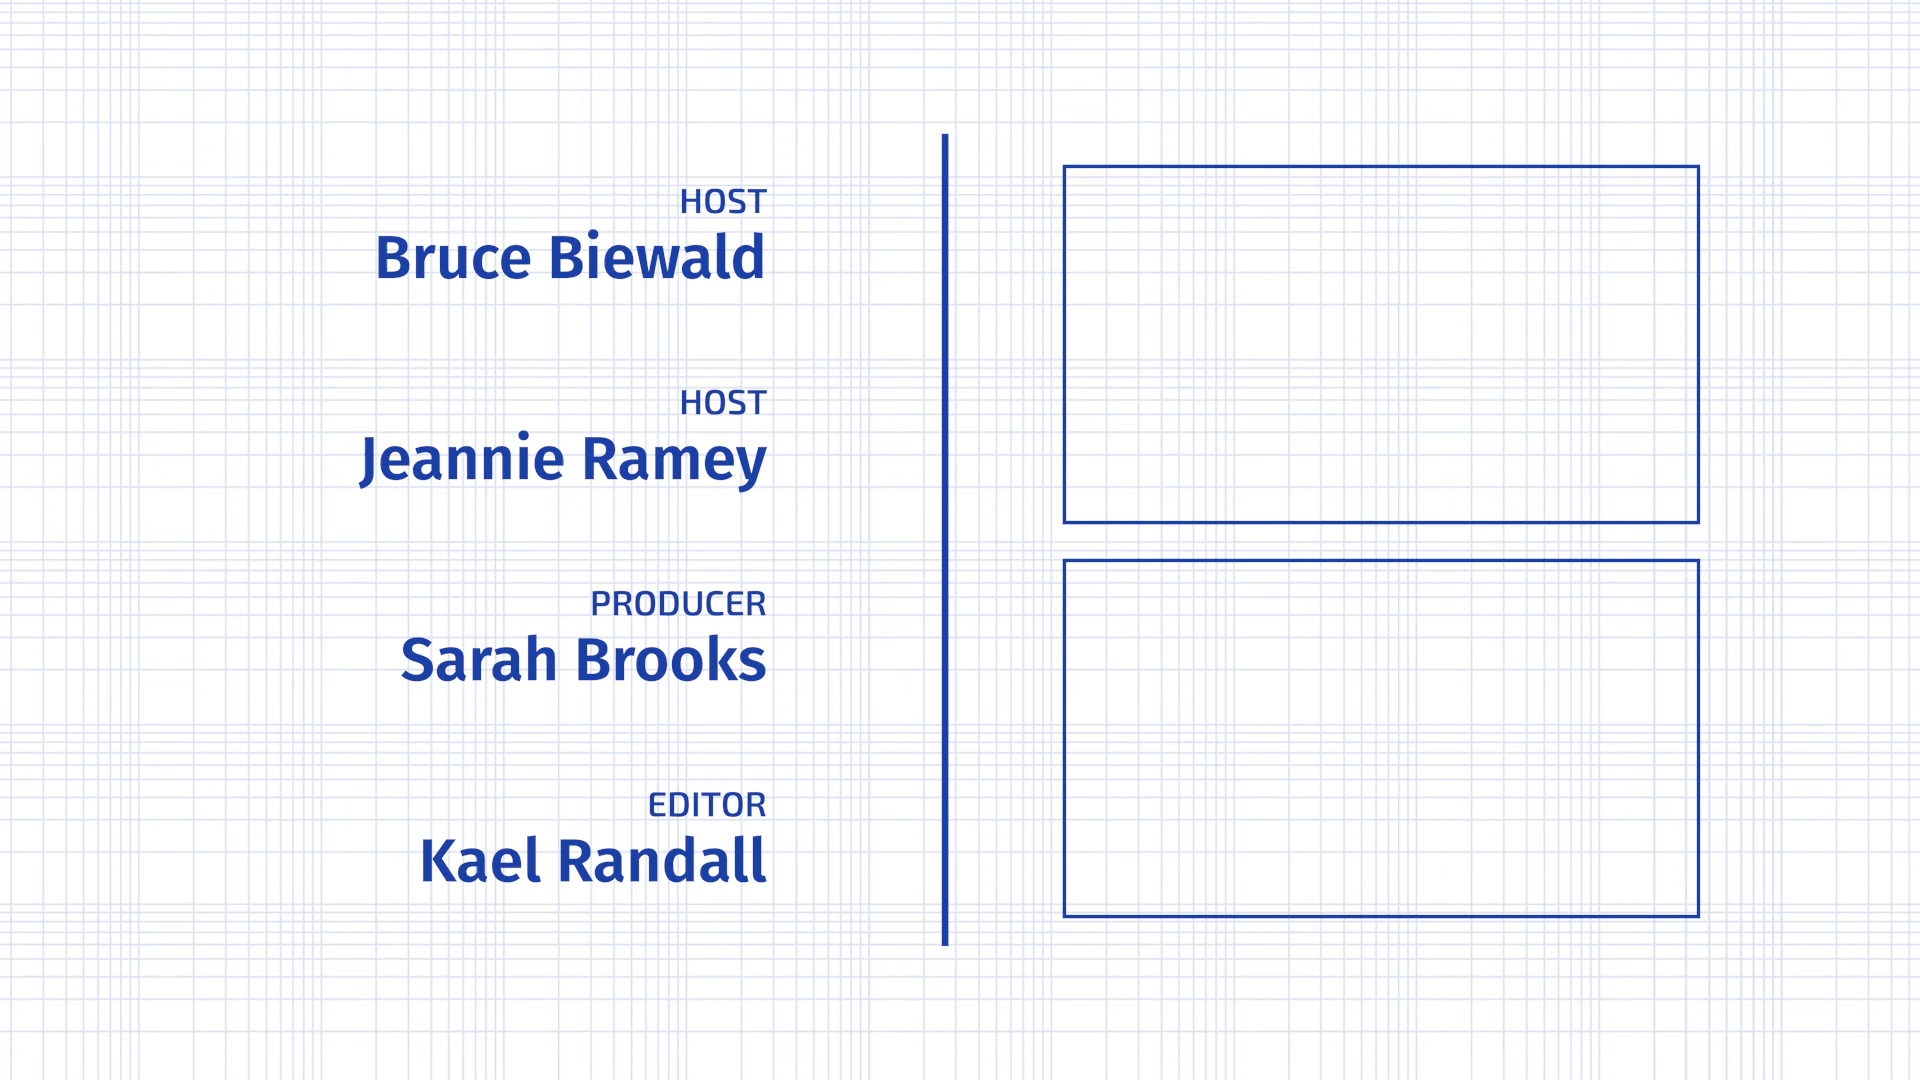 HOST
Bruce Biewald
HOST
Jeannie Ramey
PRODUCER
Sarah Brooks
EDITOR
Kael Randall